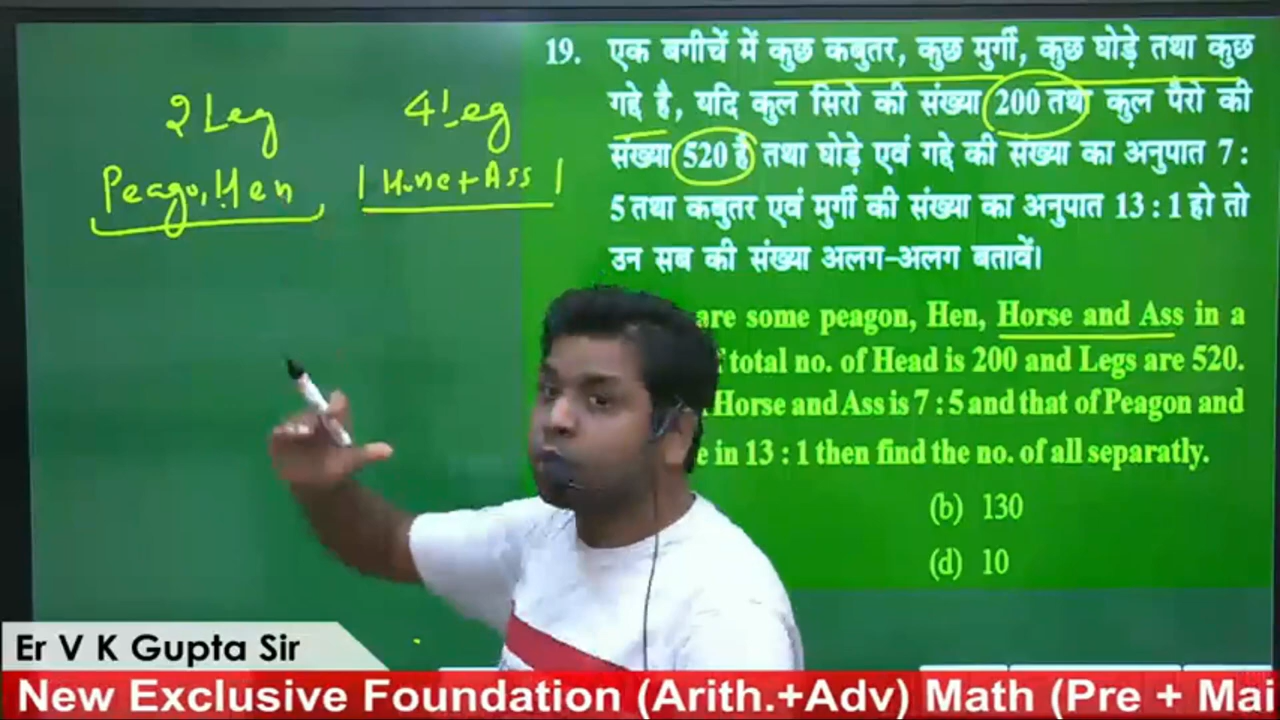 2 Leg
4 Leg
Peago, Hen
19. एक बगीचें में कुछ कबुतर, कुछ मुर्गी, कुछ घोड़े तथा कुछ
गद्दे है, यदि कुल सिरो की संख्या 200 तथा कुल पैरो की
संख्या 520 है तथा घोड़े एवं गद्दे की संख्या का अनुपात 7 :
5 तथा कबुतर एवं मुर्गी की संख्या का अनुपात 13 : 1 हो तो
उन सब की संख्या अलग-अलग बतावें।
are some peagon, Hen, Horse and Ass in a
total no. of Head is 200 and Legs are 520.
Horse and Ass is 7 : 5 and that of Peagon and
e in 13 : 1 then find the no. of all separatly.
(b) 130
(d) 10
Er V K Gupta Sir
New Exclusive Foundation (Arith.+Adv) Math (Pre + Mai